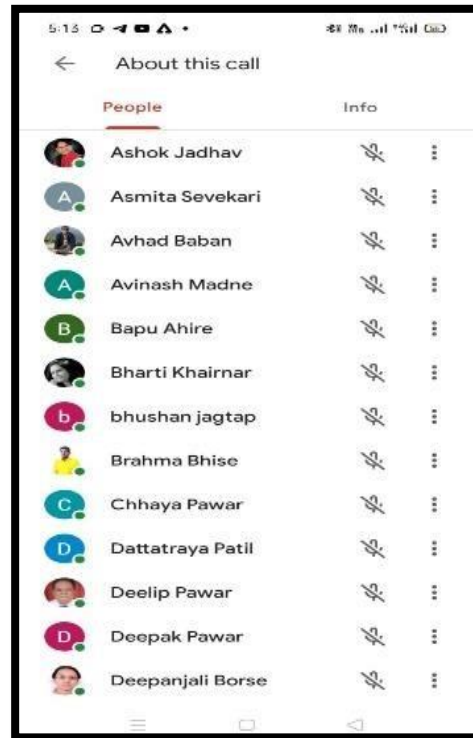 5:13
About this call
People Info
Ashok Jadhav
A Asmita Sevekari
Avhad Baban
A Avinash Madne
B Bapu Ahire
Bharti Khairnar
b bhushan jagtap
Brahma Bhise
C Chhaya Pawar
D Dattatraya Patil
Deelip Pawar
D Deepak Pawar
Deepanjali Borse